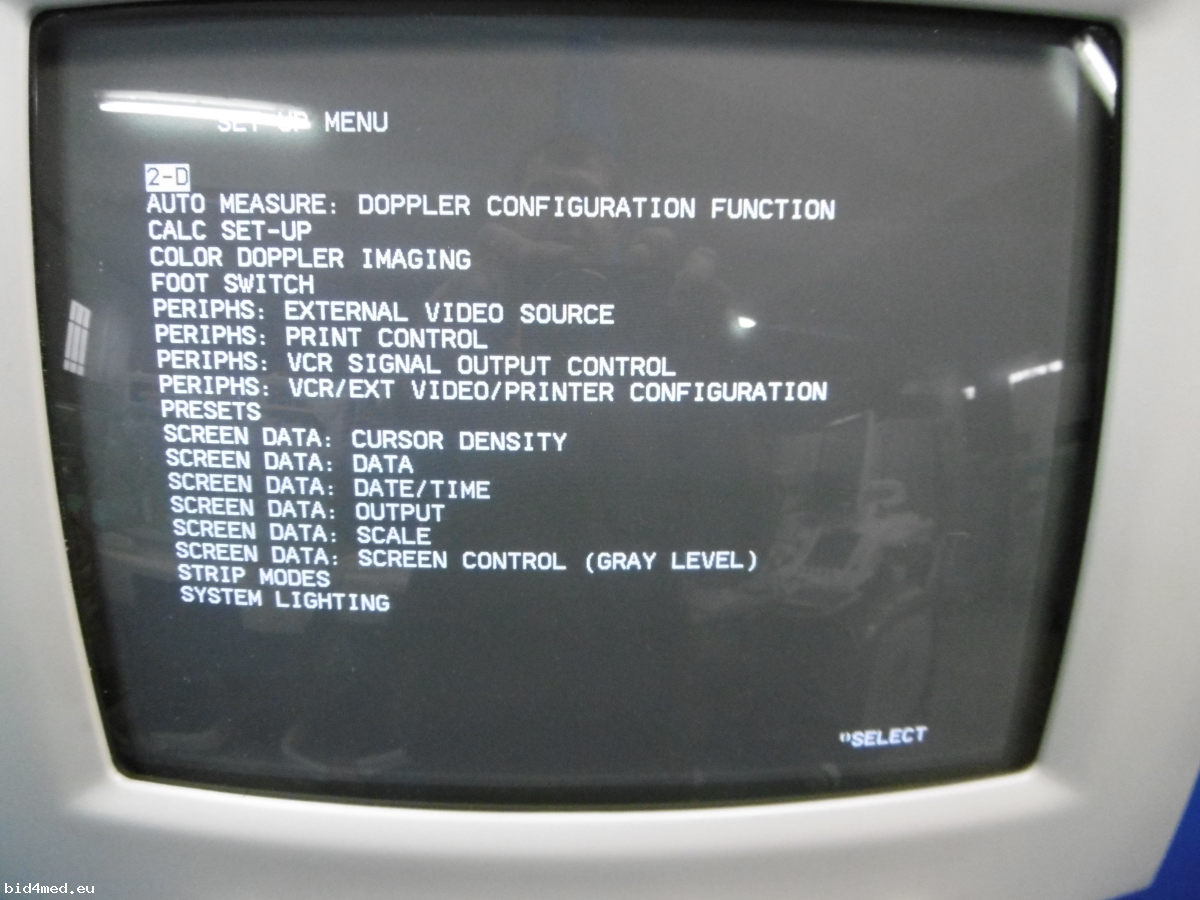 SET-UP MENU
2-D
AUTO MEASURE: DOPPLER CONFIGURATION FUNCTION
CALC SET-UP
COLOR DOPPLER IMAGING
FOOT SWITCH
PERIPHS: EXTERNAL VIDEO SOURCE
PERIPHS: PRINT CONTROL
PERIPHS: VCR SIGNAL OUTPUT CONTROL
PERIPHS: VCR/EXT VIDEO/PRINTER CONFIGURATION
PRESETS
SCREEN DATA: CURSOR DENSITY
SCREEN DATA: DATA
SCREEN DATA: DATE/TIME
SCREEN DATA: OUTPUT
SCREEN DATA: SCALE
SCREEN DATA: SCREEN CONTROL (GRAY LEVEL)
STRIP MODES
SYSTEM LIGHTING
SELECT
bid4med.eu